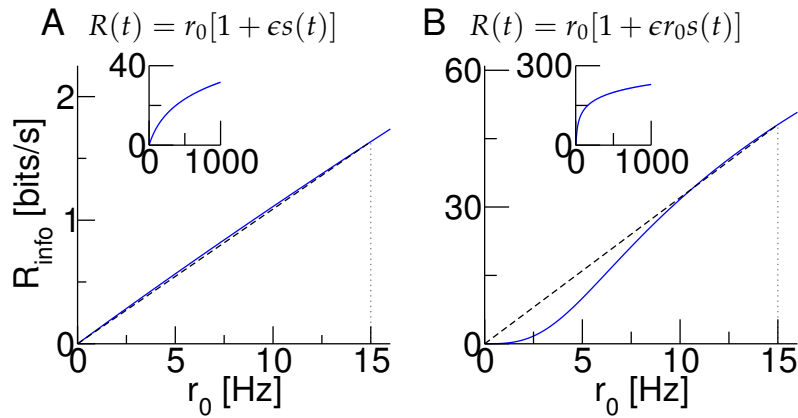 A R(t) = r₀[1 + ϵs(t)]
B R(t) = r₀[1 + ϵr₀s(t)]
40
0
0 1000
2
1
0
0 5 10 15
R_info [bits/s]
r₀ [Hz]
300
0
0 1000
60
30
0
0 5 10 15
r₀ [Hz]